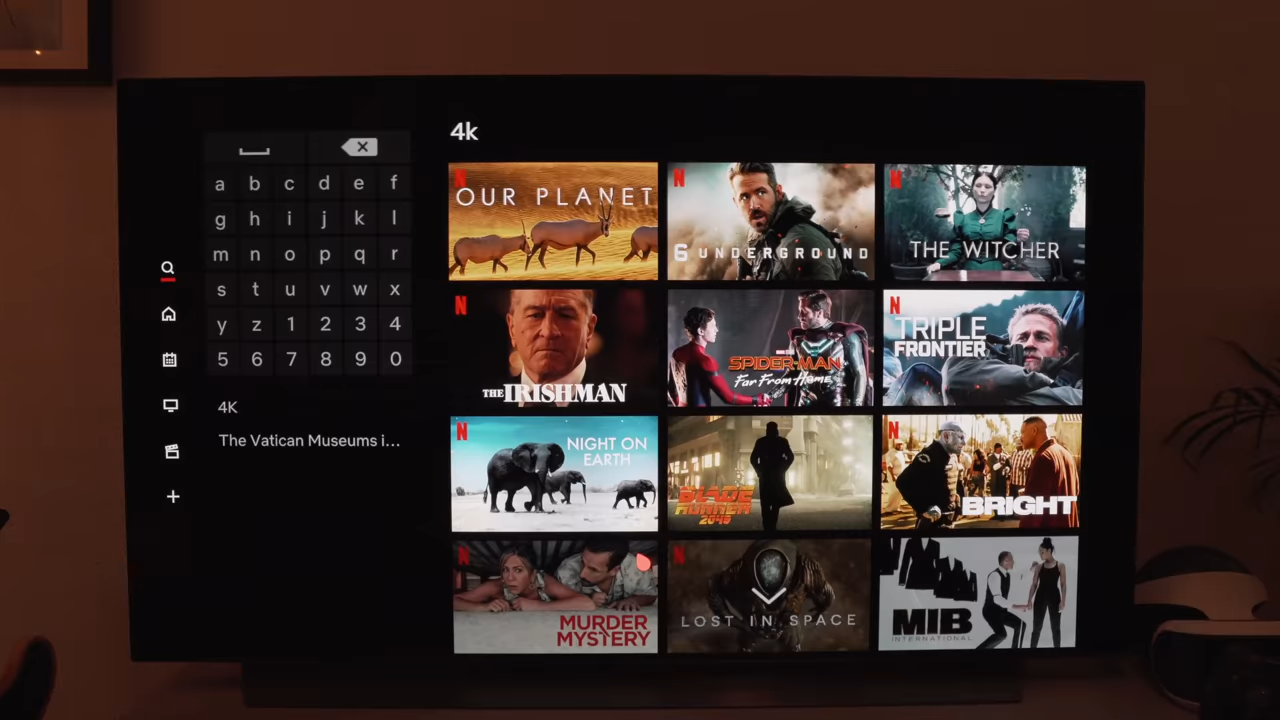 4k
a b c d e f
g h i j k l
m n o p q r
s t u v w x
y z 1 2 3 4
5 6 7 8 9 0
4K
The Vatican Museums i...
N
OUR PLANET
N
6 UNDERGROUND
N
THE WITCHER
N
THE IRISHMAN
SPIDER-MAN
Far From Home
N
TRIPLE
FRONTIER
N
NIGHT ON
EARTH
BLADE
RUNNER
2049
N
BRIGHT
N
MURDER
MYSTERY
N
LOST IN SPACE
MIB
INTERNATIONAL